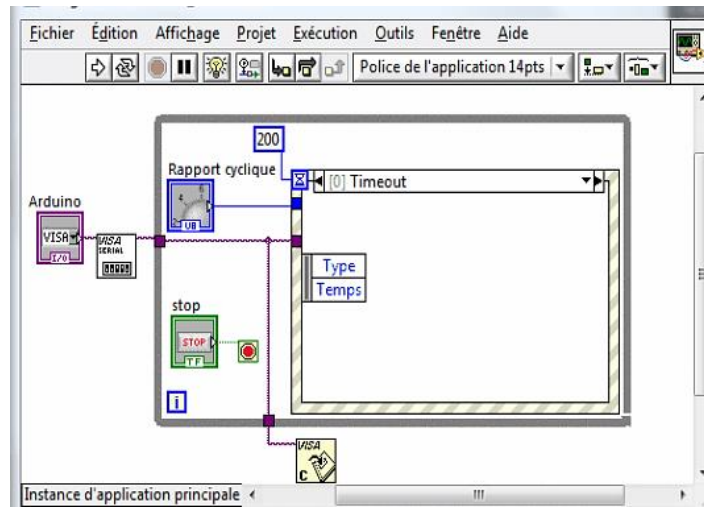 Fichier Édition Affichage Projet Exécution Outils Fenêtre Aide
Police de l'application 14pts
200
Rapport cyclique
[0] Timeout
U8
Arduino
VISA
I/O
VISA
SERIAL
Type
Temps
stop
STOP
TF
i
VISA
C
Instance d'application principale